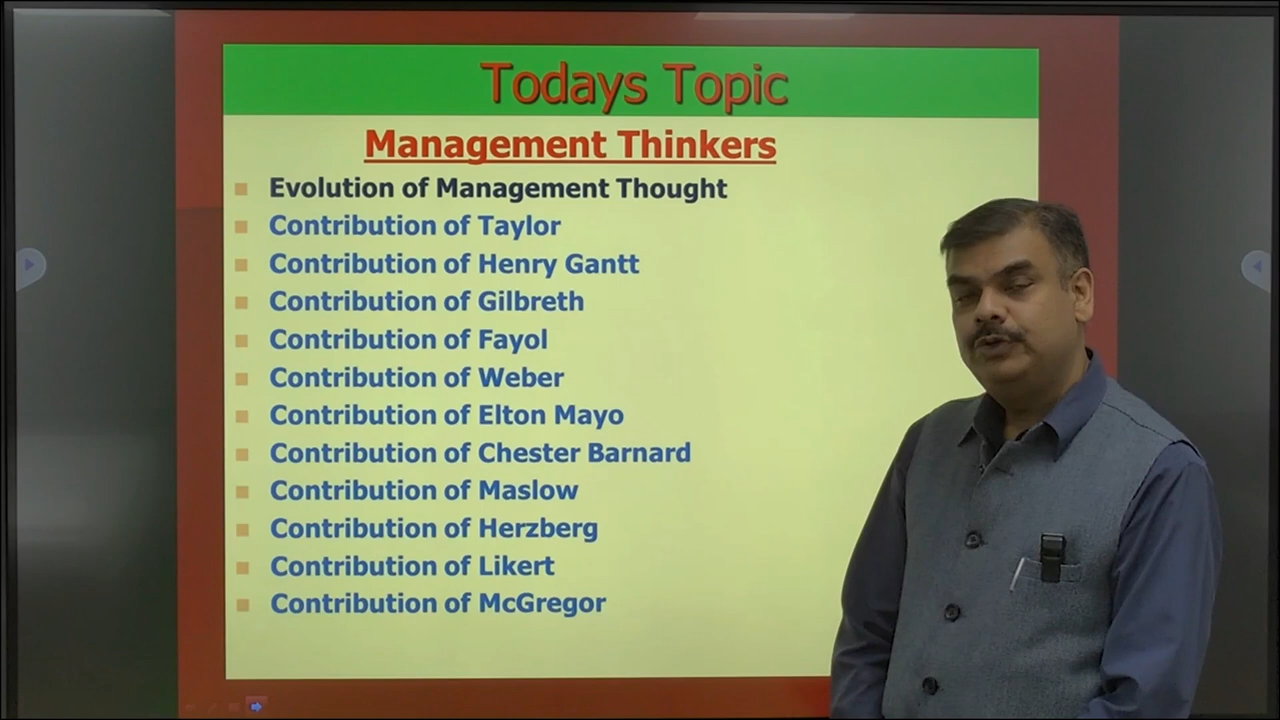 Todays Topic
Management Thinkers
Evolution of Management Thought
Contribution of Taylor
Contribution of Henry Gantt
Contribution of Gilbreth
Contribution of Fayol
Contribution of Weber
Contribution of Elton Mayo
Contribution of Chester Barnard
Contribution of Maslow
Contribution of Herzberg
Contribution of Likert
Contribution of McGregor